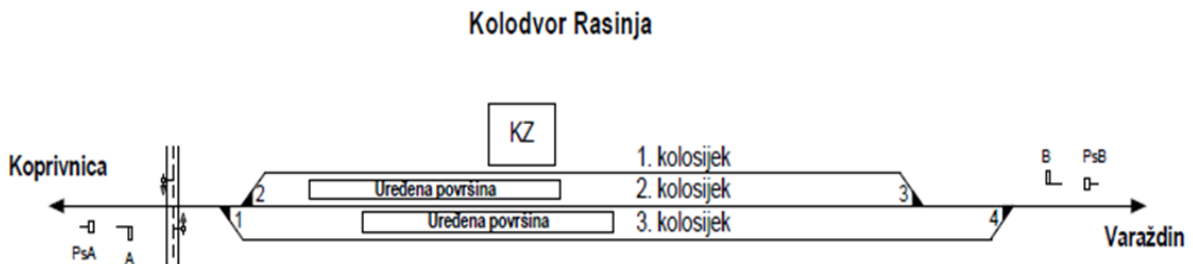 Kolodvor Rasinja
KZ
Koprivnica
1. kolosijek
B
PsB
2
Uređena površina
2. kolosijek
3
1
Uređena površina
3. kolosijek
4
PsA
A
Varaždin